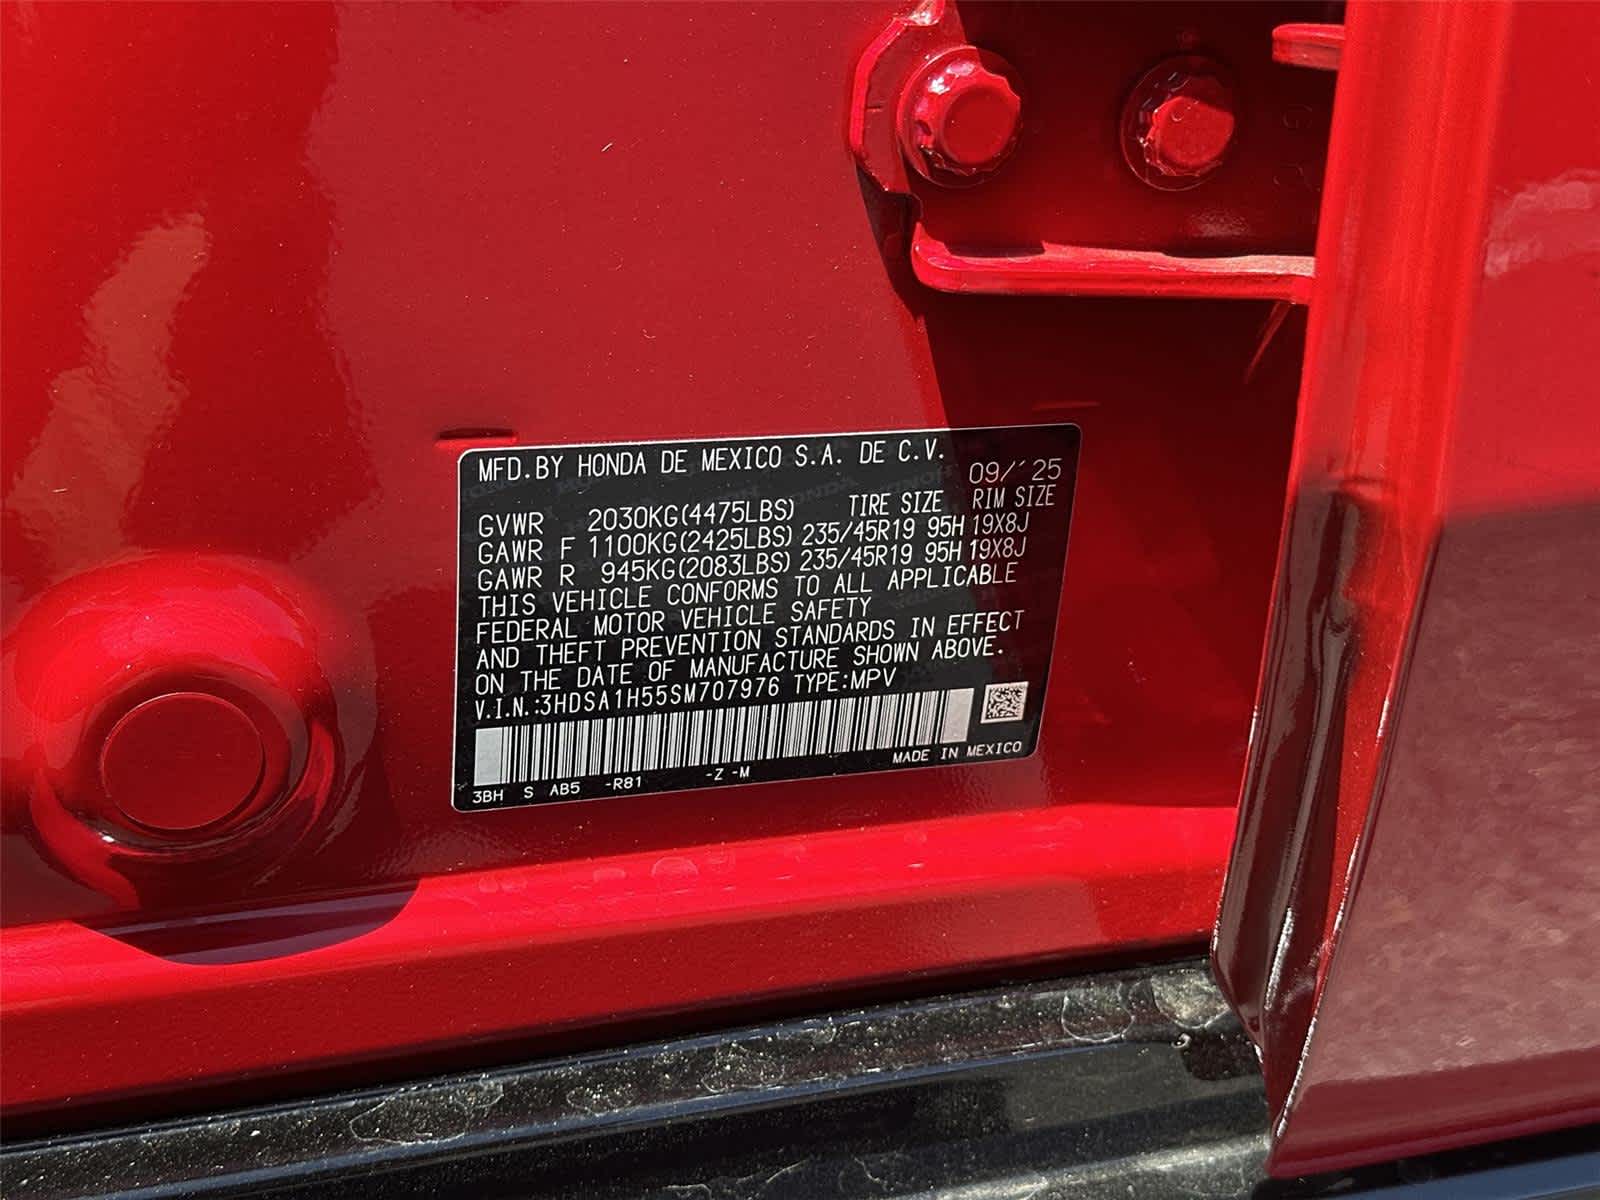 MFD.BY HONDA DE MEXICO S.A. DE C.V.
09/'25
GVWR 2030KG(4475LBS) TIRE SIZE RIM SIZE
GAWR F 1100KG(2425LBS) 235/45R19 95H 19X8J
GAWR R 945KG(2083LBS) 235/45R19 95H 19X8J
THIS VEHICLE CONFORMS TO ALL APPLICABLE
FEDERAL MOTOR VEHICLE SAFETY
AND THEFT PREVENTION STANDARDS IN EFFECT
ON THE DATE OF MANUFACTURE SHOWN ABOVE.
V.I.N.:3HDSA1H55SM707976 TYPE:MPV
MADE IN MEXICO
3BH S AB5 -R81 -Z -M